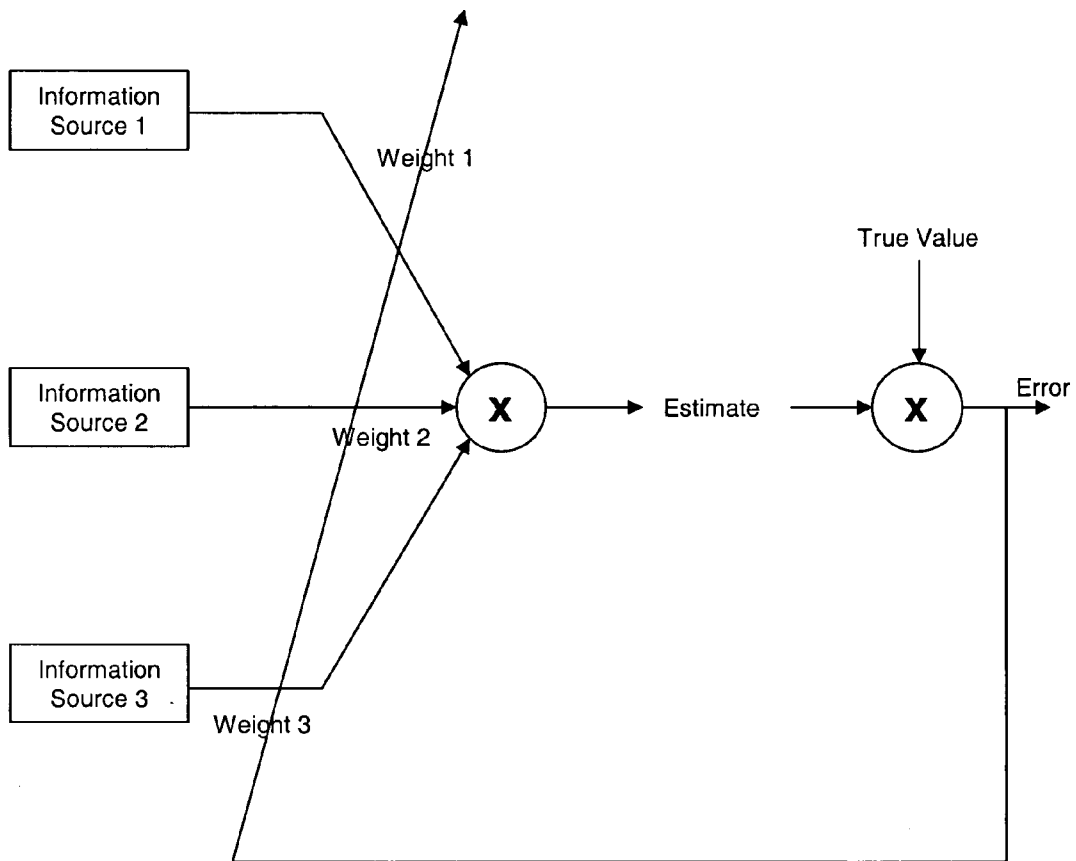 Information
Source 1
Weight 1
True Value
Information
Source 2
Weight 2
X
Estimate
X
Error
Information
Source 3
Weight 3